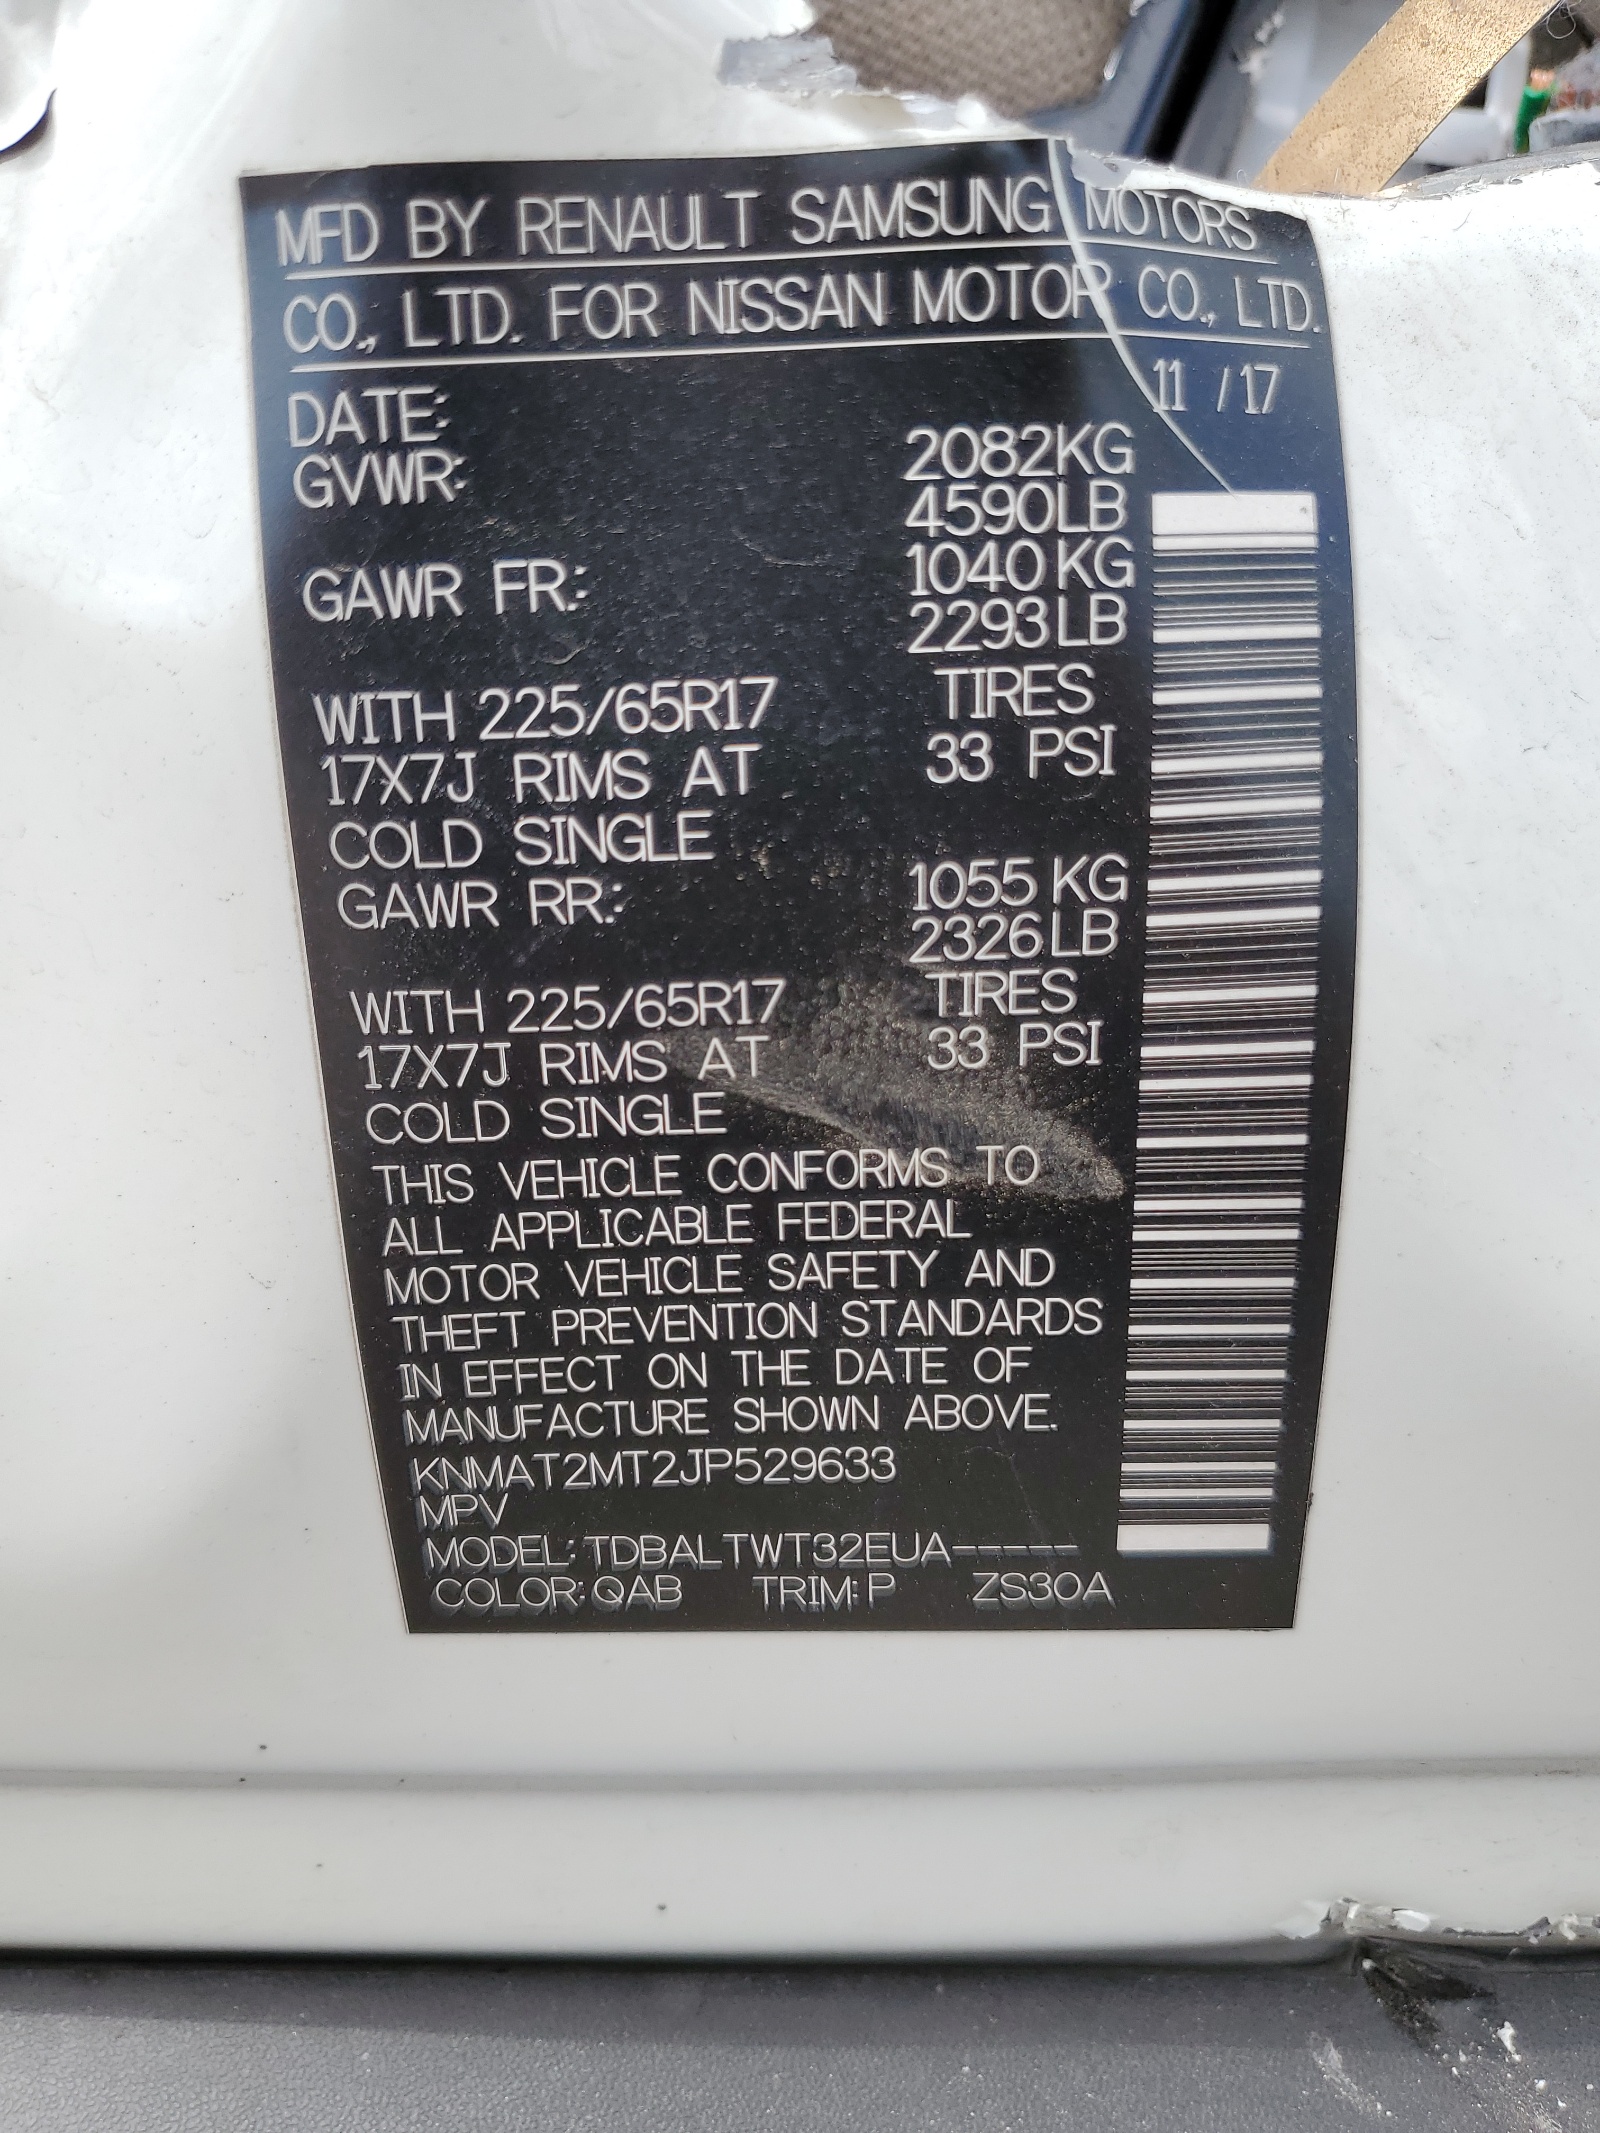 MFD BY RENAULT SAMSUNG MOTORS
CO., LTD. FOR NISSAN MOTOR CO., LTD.
DATE: 11 / 17
GVWR: 2082KG
4590LB
GAWR FR.: 1040KG
2293LB
WITH 225/65R17 TIRES
17X7J RIMS AT 33 PSI
COLD SINGLE
GAWR RR.: 1055KG
2326LB
WITH 225/65R17 TIRES
17X7J RIMS AT 33 PSI
COLD SINGLE
THIS VEHICLE CONFORMS TO
ALL APPLICABLE FEDERAL
MOTOR VEHICLE SAFETY AND
THEFT PREVENTION STANDARDS
IN EFFECT ON THE DATE OF
MANUFACTURE SHOWN ABOVE.
KNMAT2MT2JP529633
MPV
MODEL: TDBALTWT32EUA-----
COLOR: QAB TRIM: P ZS30A